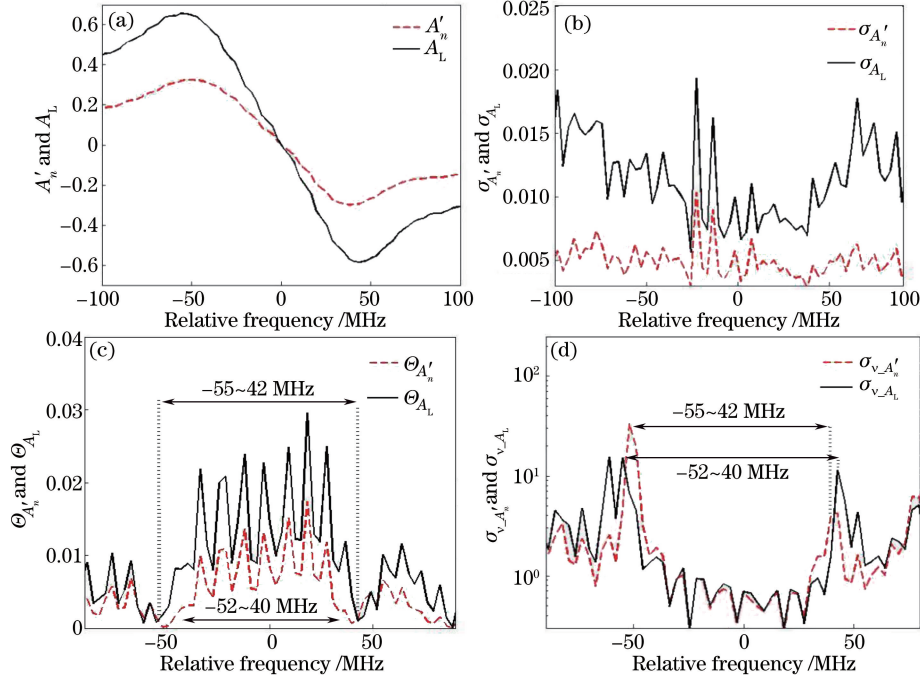 (a)
A′n
AL
A′n and AL
0.6
0.4
0.2
0
-0.2
-0.4
-0.6
-100
-50
0
50
100
Relative frequency /MHz
(b)
σA′n
σAL
σA′n and σAL
0.025
0.020
0.015
0.010
0.005
-100
-50
0
50
100
Relative frequency /MHz
(c)
ΘA′n
ΘAL
ΘA′n and ΘAL
0.04
0.03
0.02
0.01
0
-55~42 MHz
-52~40 MHz
-50
0
50
Relative frequency /MHz
(d)
σν_A′n
σν_AL
σν_A′n and σν_AL
10²
10¹
10⁰
-55~42 MHz
-52~40 MHz
-50
0
50
Relative frequency /MHz